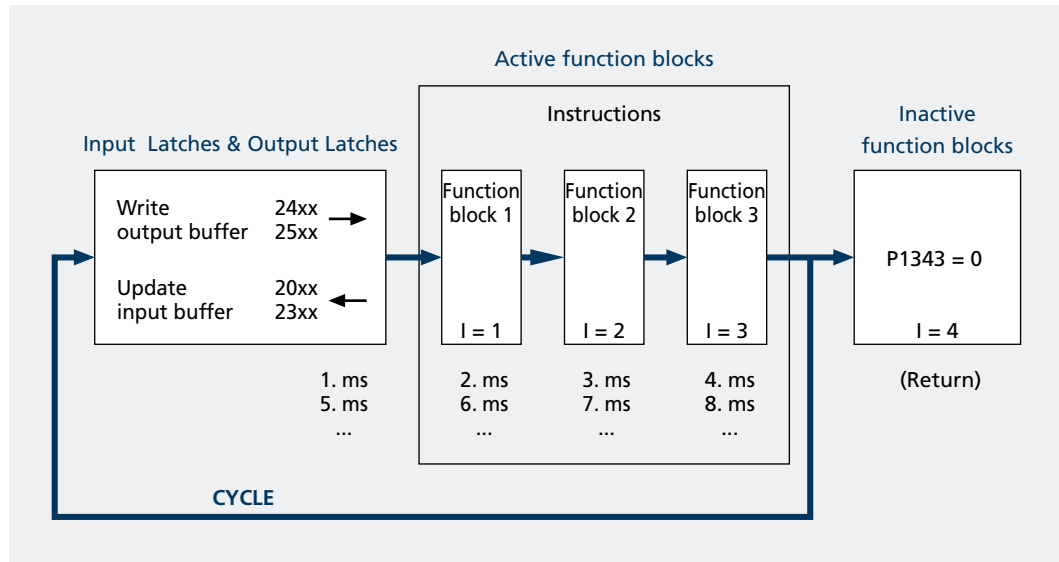 Active function blocks
Instructions
Inactive
function blocks
Input Latches & Output Latches
Write 24xx
output buffer 25xx
Update 20xx
input buffer 23xx
Function
block 1
I = 1
Function
block 2
I = 2
Function
block 3
I = 3
P1343 = 0
I = 4
1. ms 2. ms 3. ms 4. ms (Return)
5. ms 6. ms 7. ms 8. ms
... ... ... ...
CYCLE